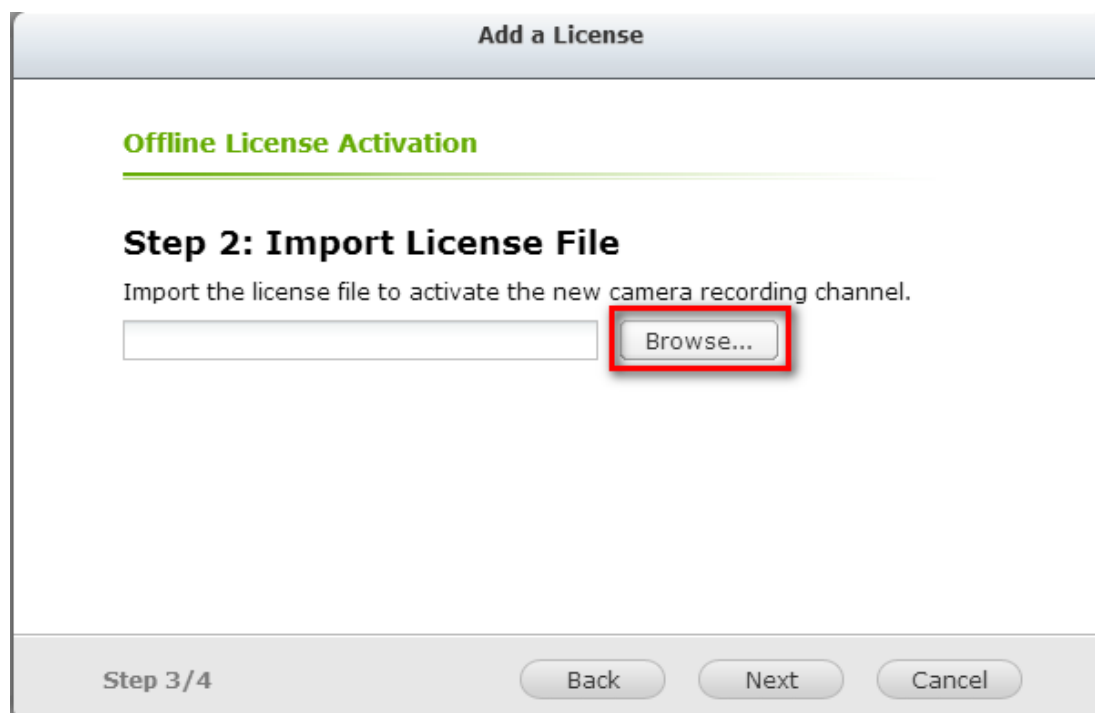 Add a License
Offline License Activation
Step 2: Import License File
Import the license file to activate the new camera recording channel.
Browse...
Step 3/4
Back
Next
Cancel